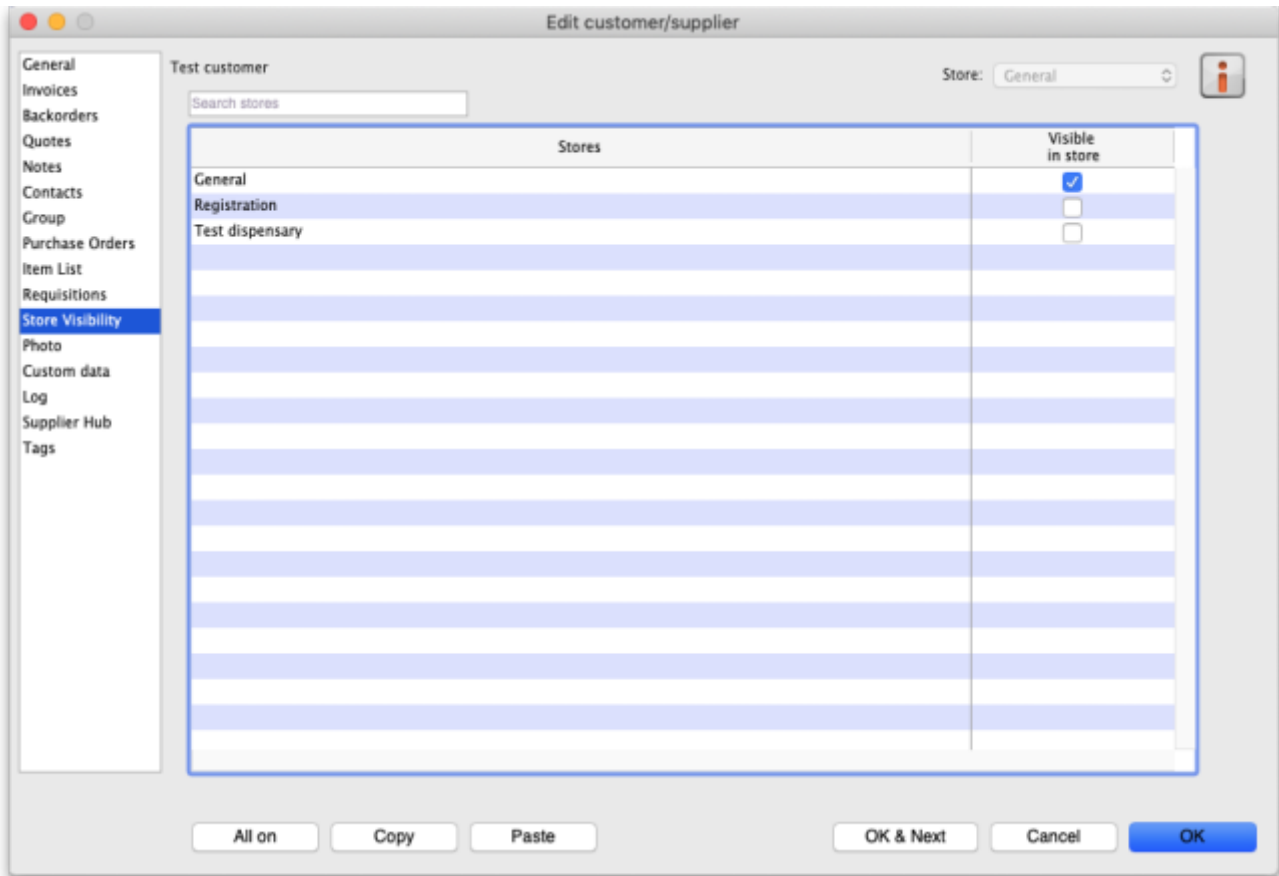 Edit customer/supplier
General
Invoices
Backorders
Quotes
Notes
Contacts
Group
Purchase Orders
Item List
Requisitions
Store Visibility
Photo
Custom data
Log
Supplier Hub
Tags
Test customer
Store: General
Search stores
Stores
Visible
in store
General
Registration
Test dispensary
All on
Copy
Paste
OK & Next
Cancel
OK